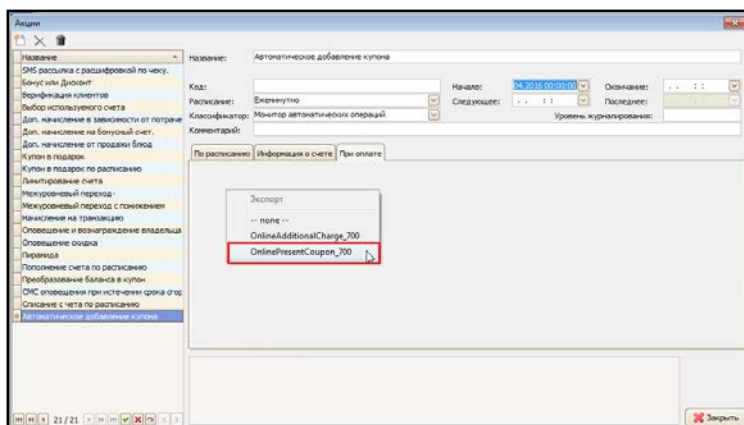 Акции
Название
SMS рассылка с расшифровкой по чеку.
Бонус или Дисконт
Верификация клиентов
Выбор используемого счета
Доп. начисление в зависимости от потраче
Доп. начисление на бонусный счет.
Доп. начисление от продажи блюд
Купон в подарок
Купон в подарок по расписанию
Лимитирование счета
Межуровневый переход-
Межуровневый переход с понижением
Начисление на транзакцию
Оповещение и вознаграждение владельца
Оповещение скидка
Пирамида
Пополнение счета по расписанию
Преобразование баланса в купон
СМС оповещения при истечении срока сгор
Списание с чета по расписанию
Автоматическое добавление купона
21 / 21
Название: Автоматическое добавление купона
Код: Начало: 04.2016 00:00:00 Окончание: . . : :
Расписание: Ежеминутно Следующее: . . : : Последнее: . . : :
Классификатор: Монитор автоматических операций Уровень журналирования:
Комментарий:
По расписанию Информация о счете При оплате
Экспорт
-- none --
OnlineAdditionalCharge_700
OnlinePresentCoupon_700
Закрыть